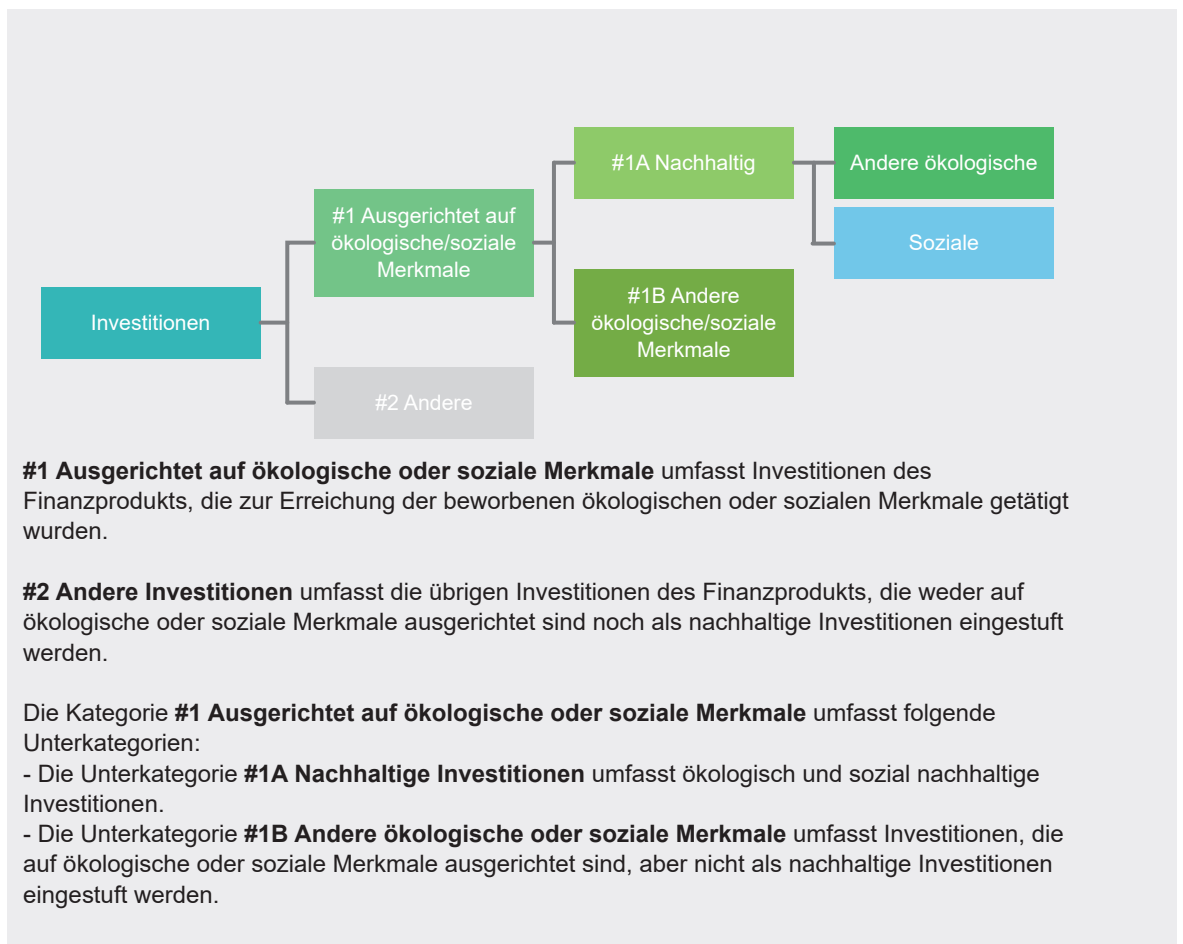 #1A Nachhaltig
Andere ökologische
#1 Ausgerichtet auf
ökologische/soziale
Merkmale
Soziale
#1B Andere
ökologische/soziale
Merkmale
Investitionen
#2 Andere
#1 Ausgerichtet auf ökologische oder soziale Merkmale umfasst Investitionen des
Finanzprodukts, die zur Erreichung der beworbenen ökologischen oder sozialen Merkmale getätigt
wurden.
#2 Andere Investitionen umfasst die übrigen Investitionen des Finanzprodukts, die weder auf
ökologische oder soziale Merkmale ausgerichtet sind noch als nachhaltige Investitionen eingestuft
werden.
Die Kategorie #1 Ausgerichtet auf ökologische oder soziale Merkmale umfasst folgende
Unterkategorien:
- Die Unterkategorie #1A Nachhaltige Investitionen umfasst ökologisch und sozial nachhaltige
Investitionen.
- Die Unterkategorie #1B Andere ökologische oder soziale Merkmale umfasst Investitionen, die
auf ökologische oder soziale Merkmale ausgerichtet sind, aber nicht als nachhaltige Investitionen
eingestuft werden.